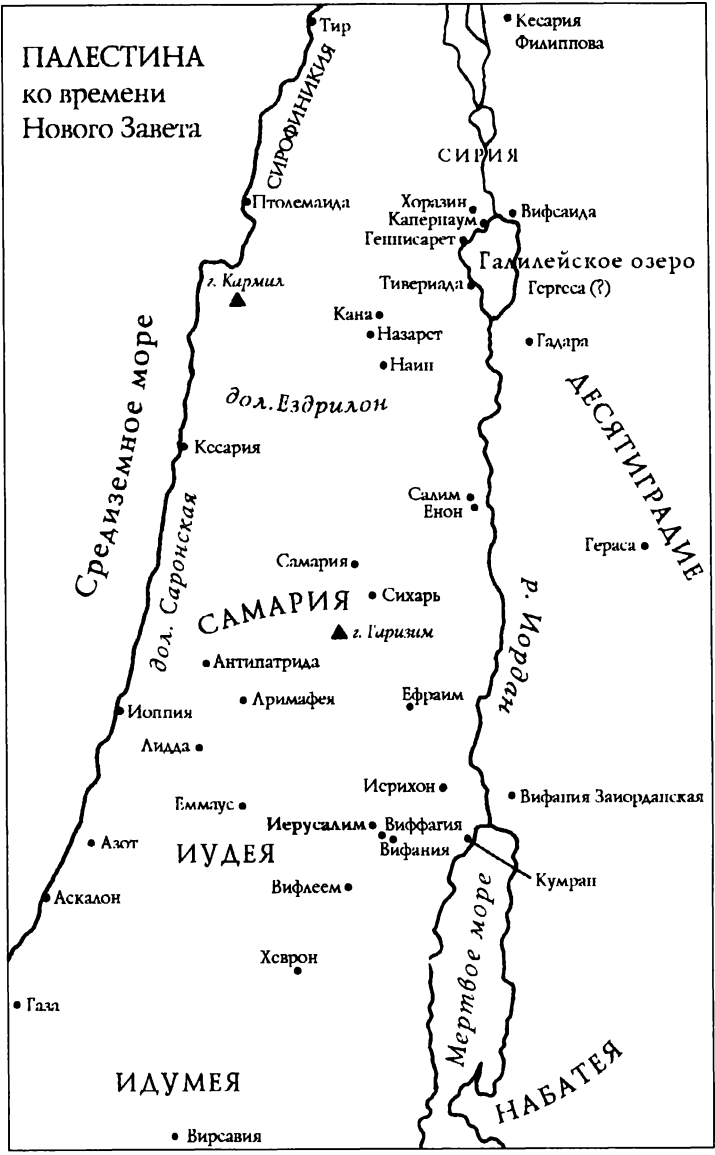 ПАЛЕСТИНА
ко времени
Нового Завета
Тир
Кесария
Филиппова
СИРОФИНИКИЯ
СИРИЯ
Птолемаида
Хоразин
Капернаум
Вифсаида
Геннисарет
Галилейское озеро
г. Кармил
Тивериада
Гергеса (?)
Кана
Назарет
Гадара
Наин
дол. Ездрилон
Средиземное море
ДЕСЯТИГРАДИЕ
Кесария
Салим
Енон
дол. Саронская
Гераса
Самария
Сихарь
САМАРИЯ
г. Гаризим
р. Иордан
Антипатрида
Аримафея
Ефраим
Иоппия
Лидда
Иерихон
Вифания Заиорданская
Еммаус
Иерусалим
Виффагия
Вифания
Азот
ИУДЕЯ
Кумран
Вифлеем
Аскалон
Мертвое море
Хеврон
Газа
ИДУМЕЯ
НАБАТЕЯ
Вирсавия